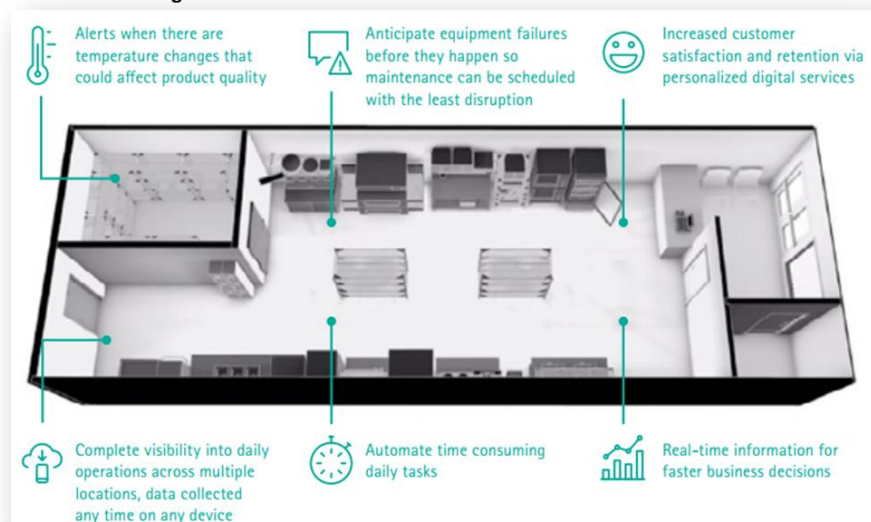 Alerts when there are
temperature changes that
could affect product quality
Anticipate equipment failures
before they happen so
maintenance can be scheduled
with the least disruption
Increased customer
satisfaction and retention via
personalized digital services
Complete visibility into daily
operations across multiple
locations, data collected
any time on any device
Automate time consuming
daily tasks
Real-time information for
faster business decisions